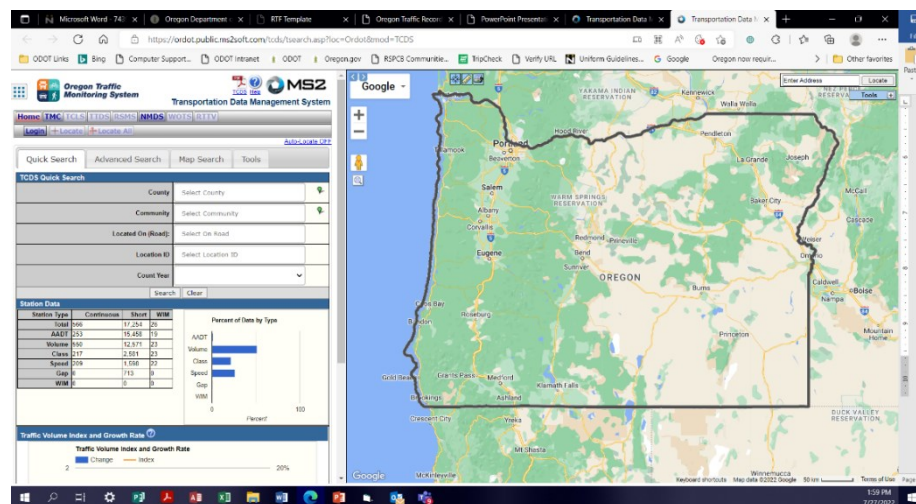 Microsoft Word - 743
Oregon Department
RTF Template
Oregon Traffic Record
PowerPoint Presentati
Transportation Data M
Transportation Data M
https://ordot.public.ms2soft.com/tcds/tsearch.asp?loc=Ordot&mod=TCDS
ODOT Links
Bing
Computer Support...
ODOT intranet
ODOT
Oregon.gov
RSPCB Committie...
TripCheck
Verify URL
Uniform Guidelines...
Google
Oregon now requir...
Other favorites
Oregon Traffic
Monitoring System
TCDS Help
MS2
Transportation Data Management System
Home TMC TCLS TTDS RSMS NMDS WOTS RTTV
Login Locate Locate All
Auto-Locate OFF
Quick Search Advanced Search Map Search Tools
TCDS Quick Search
County Select County
Community Select Community
Located On (Road): Select On Road
Location ID Select Location ID
Count Year
Search Clear
Station Data
Station Type Continuous Short WIM
Total 566 17,254 26
AADT 253 15,458 19
Volume 550 12,571 23
Class 217 2,501 23
Speed 209 1,590 22
Gap 0 713 0
WIM 0 0 0
Percent of Data by Type
AADT
Volume
Class
Speed
Gap
WIM
0 100
Percent
Traffic Volume Index and Growth Rate
Traffic Volume Index and Growth Rate
Change Index
2 20%
Google
Enter Address
Locate
Tools
YAKAMA INDIAN
RESERVATION
Kennewick
Walla Walla
NEZ PERCE
Hood River
Pendleton
Tillamook
Portland
Beaverton
La Grande
Joseph
Salem
WARM SPRINGS
RESERVATION
Baker City
McCall
Albany
Corvallis
Cascade
Redmond
Prineville
Weiser
Eugene
Bend
Ontario
Sunriver
OREGON
Burns
Caldwell
Boise
Nampa
Coos Bay
Bandon
Roseburg
Princeton
Mountain
Home
Gold Beach
Grants Pass
Medford
Klamath Falls
Brookings
Ashland
Crescent City
Yreka
DUCK VALLEY
RESERVATION
Mt Shasta
McKinleyville
Winnemucca
Google
Keyboard shortcuts
Map data ©2022 Google
50 km
Terms of Use
Paste
1:59 PM
7/27/2022